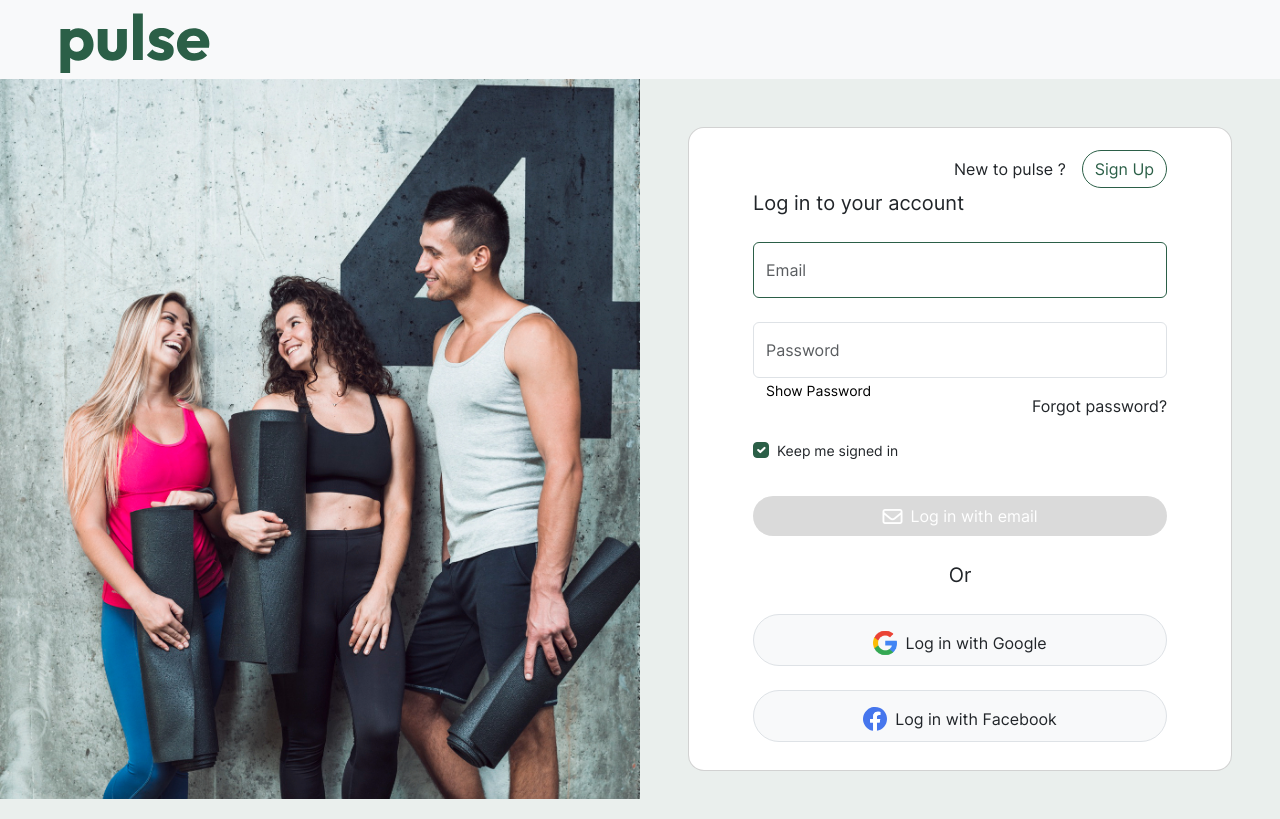 pulse
4
New to pulse ? Sign Up
Log in to your account
Email
Password
Show Password
Forgot password?
Keep me signed in
Log in with email
Or
Log in with Google
Log in with Facebook